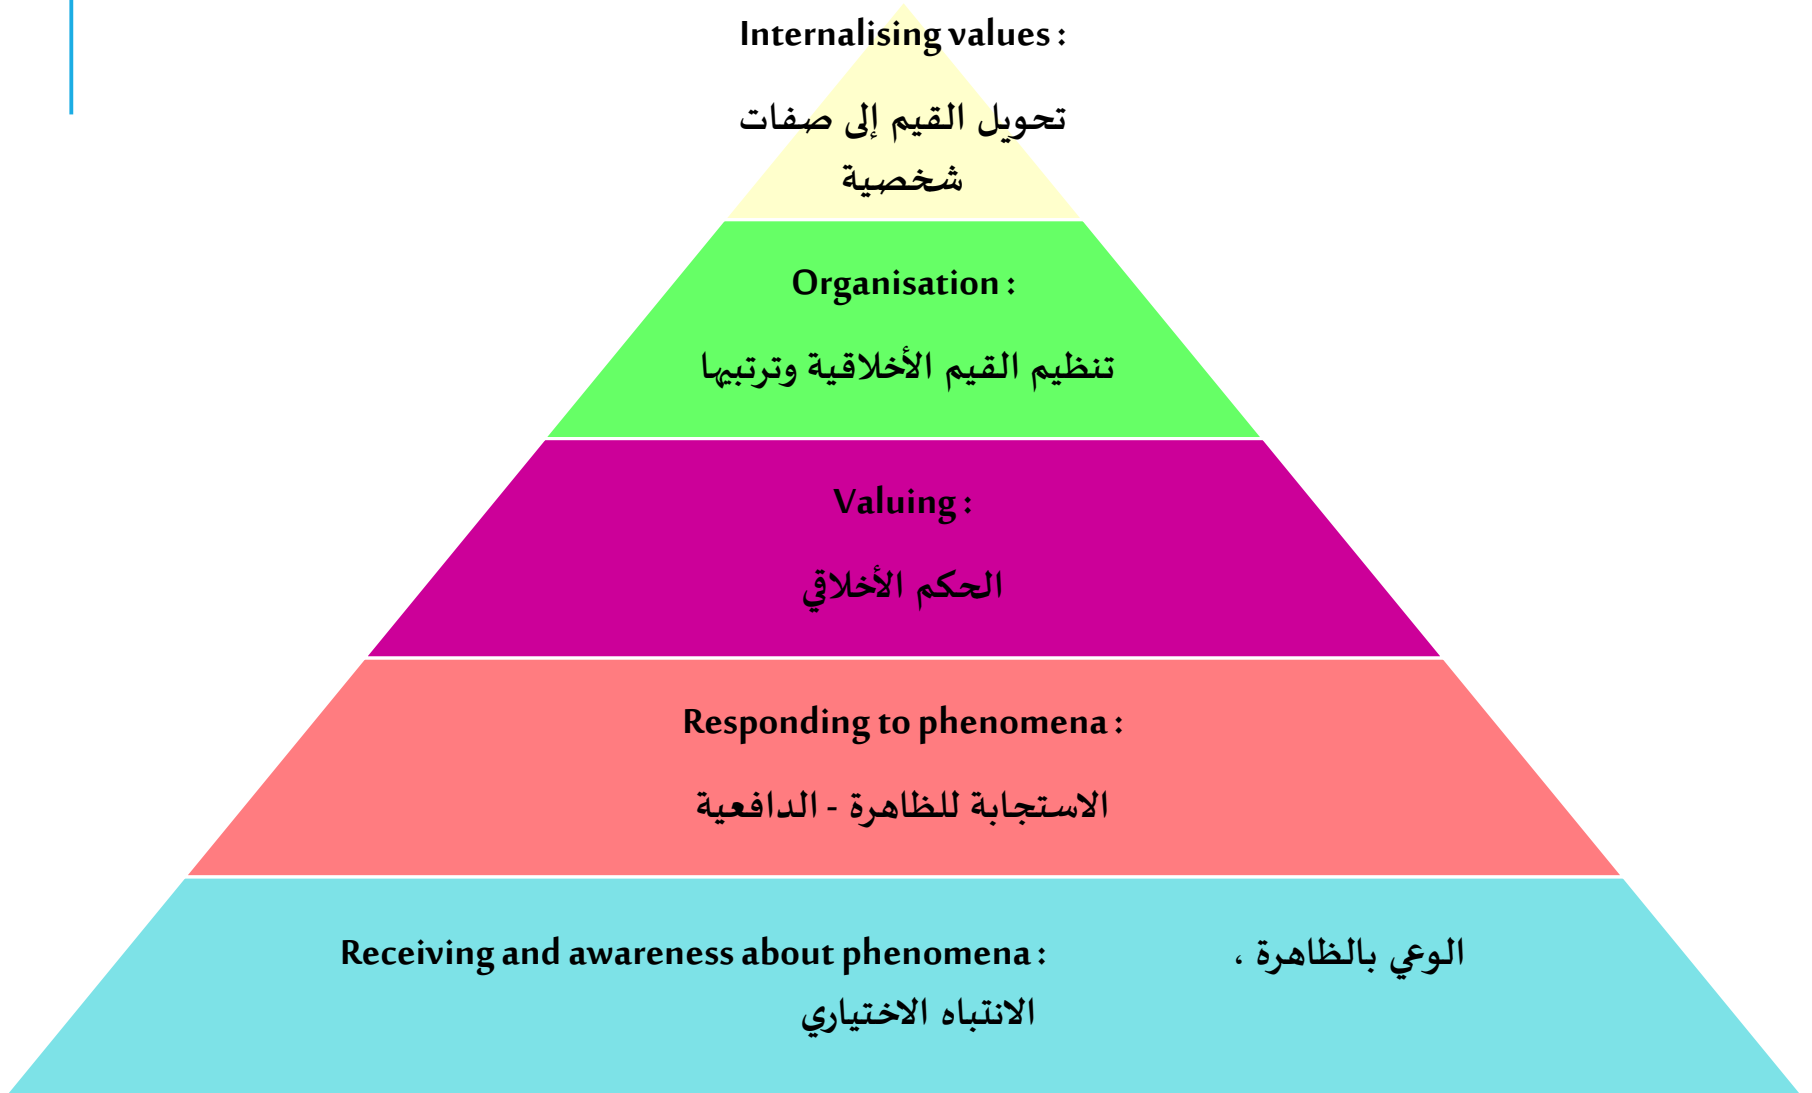 Internalising values :
تحويل القيم إلى صفات
شخصية
Organisation :
تنظيم القيم الأخلاقية وترتبيها
Valuing :
الحكم الأخلاقي
Responding to phenomena :
الاستجابة للظاهرة - الدافعية
Receiving and awareness about phenomena : الوعي بالظاهرة ،
الانتباه الاختياري